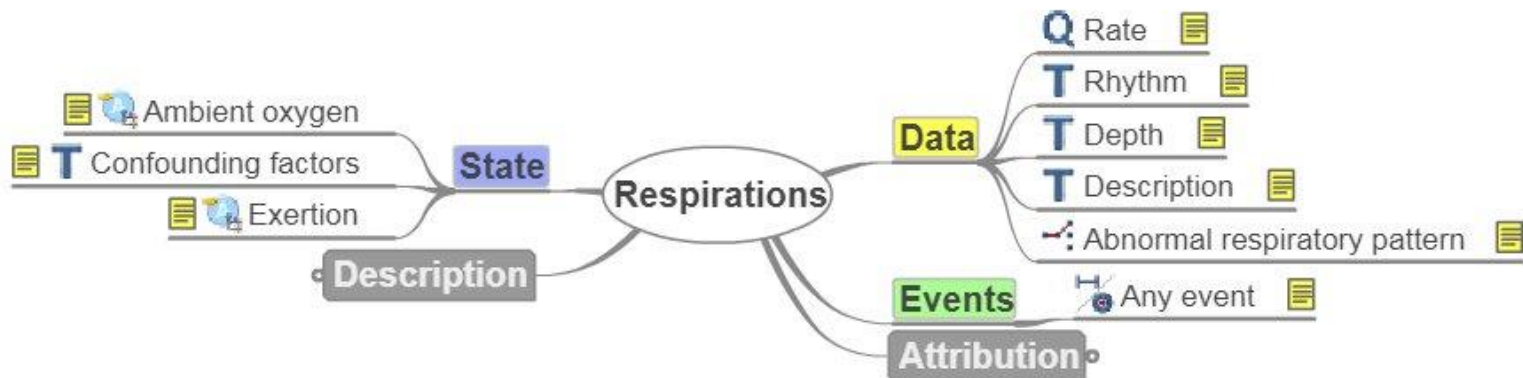 Respirations
Data
Q Rate
T Rhythm
T Depth
T Description
Abnormal respiratory pattern
Events
Any event
Attribution
State
Ambient oxygen
T Confounding factors
Exertion
Description